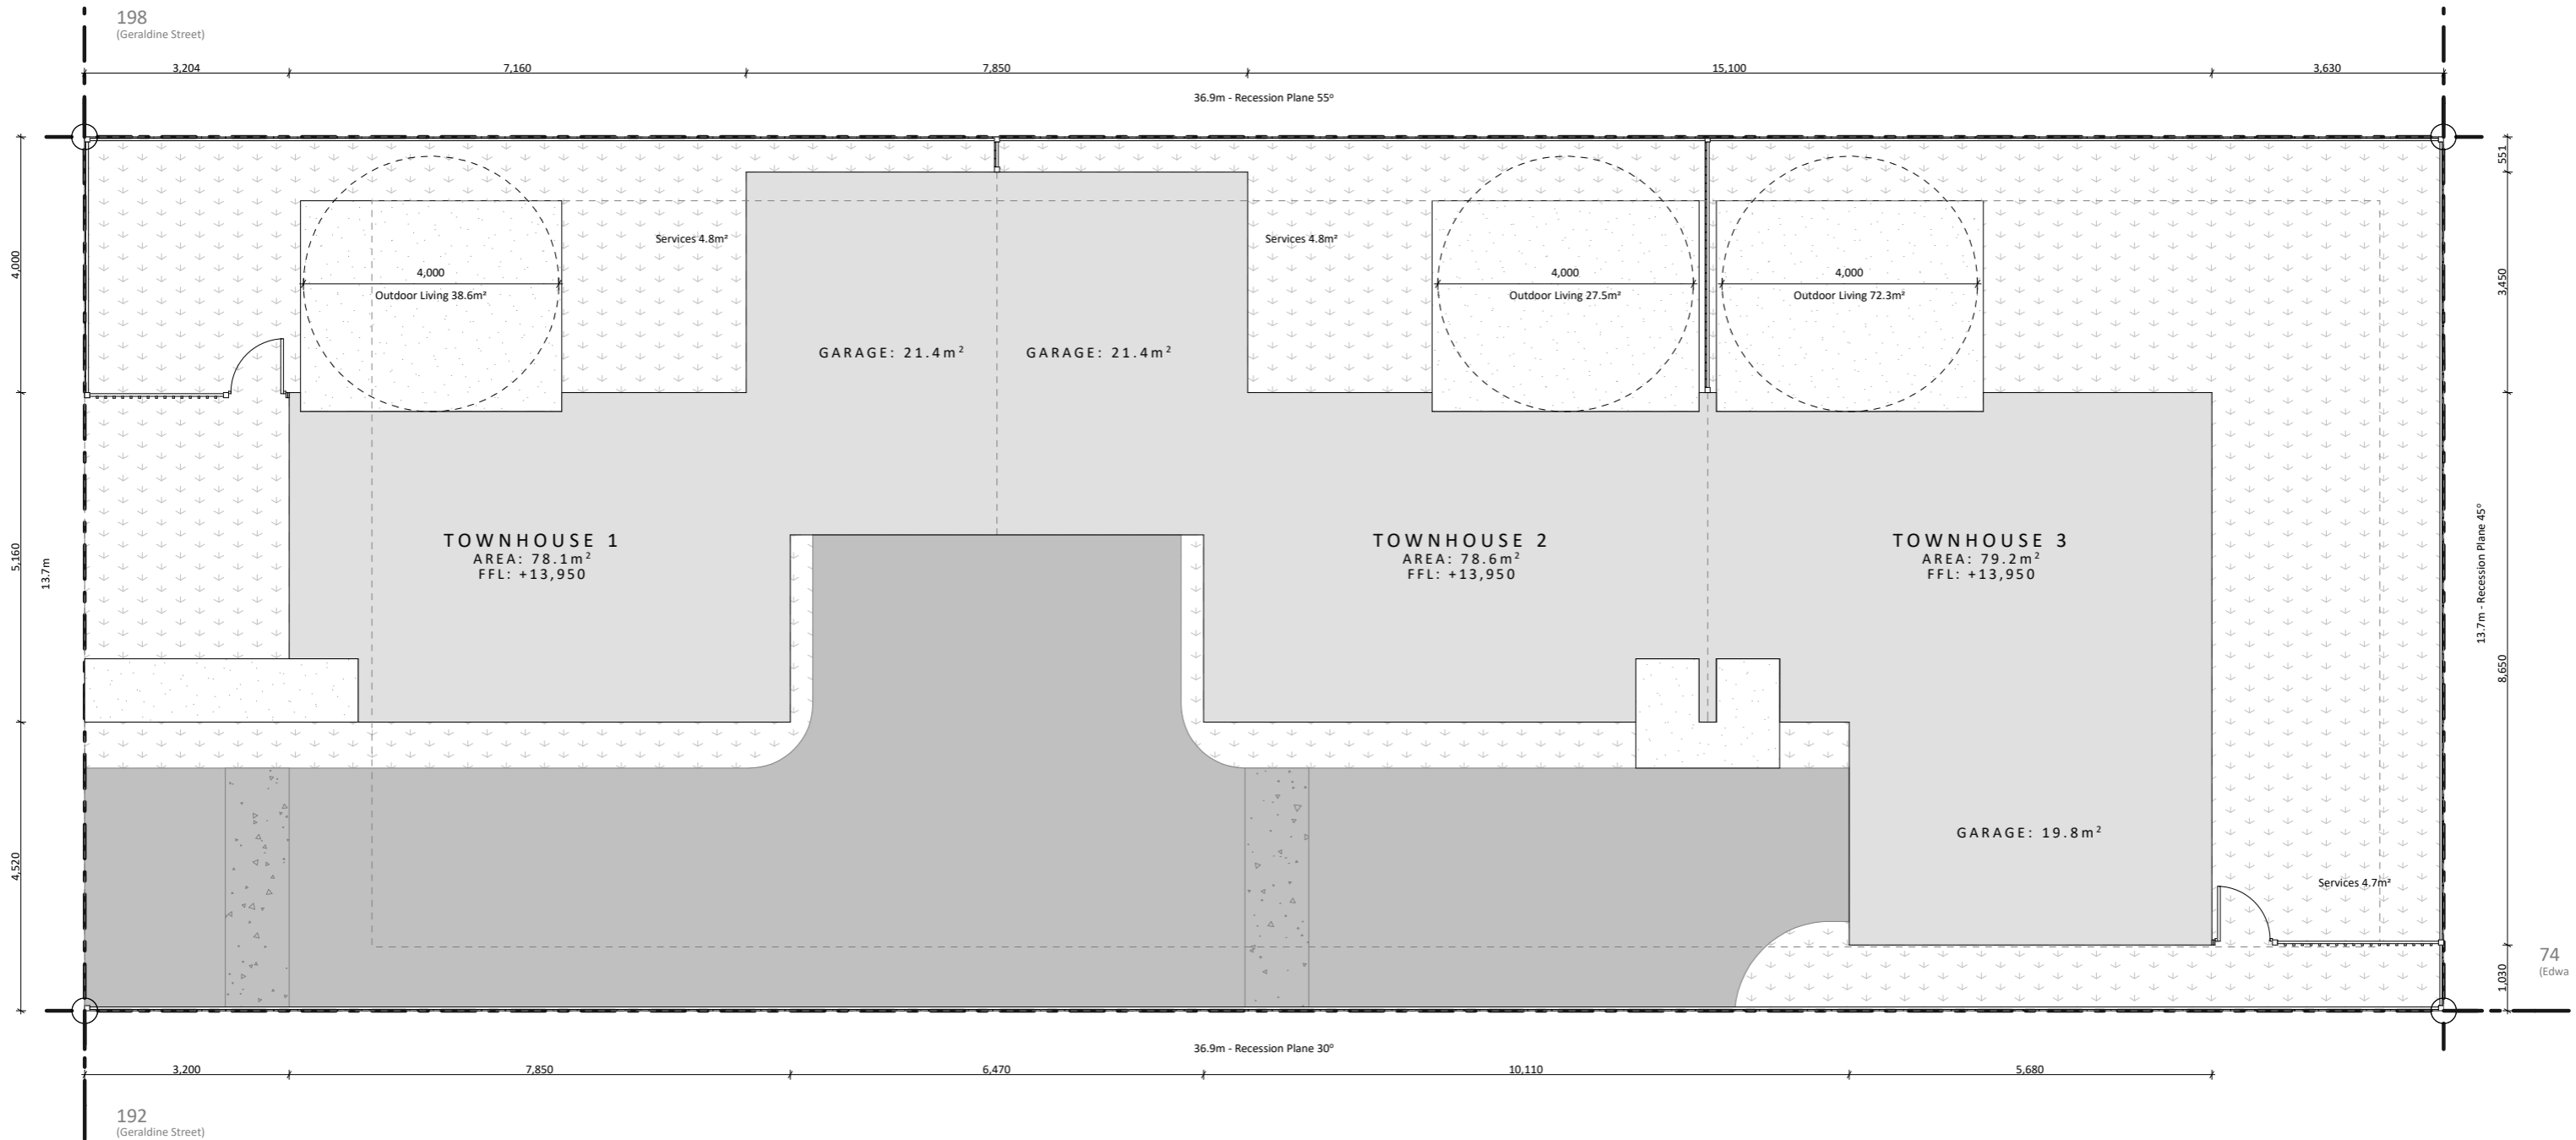 198
(Geraldine Street)
3,204
7,160
7,850
15,100
3,630
36.9m - Recession Plane 55°
551
4,000
3,450
Services 4.8m²
Services 4.8m²
4,000
Outdoor Living 38.6m²
4,000
Outdoor Living 27.5m²
4,000
Outdoor Living 72.3m²
GARAGE: 21.4m²
GARAGE: 21.4m²
5,160
13.7m
TOWNHOUSE 1
AREA: 78.1m²
FFL: +13,950
TOWNHOUSE 2
AREA: 78.6m²
FFL: +13,950
TOWNHOUSE 3
AREA: 79.2m²
FFL: +13,950
13.7m - Recession Plane 45°
8,650
4,520
GARAGE: 19.8m²
Services 4.7m²
1,030
74
(Edwa
36.9m - Recession Plane 30°
3,200
7,850
6,470
10,110
5,680
192
(Geraldine Street)